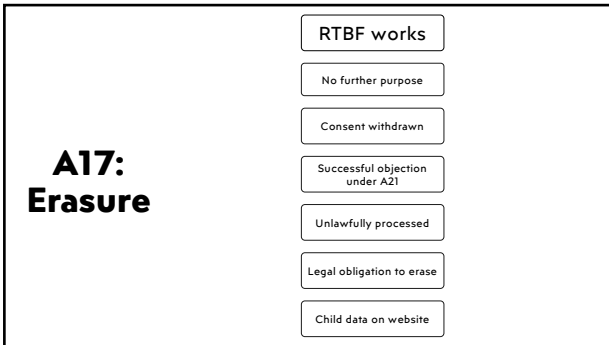 A17:
Erasure
RTBF works
No further purpose
Consent withdrawn
Successful objection
under A21
Unlawfully processed
Legal obligation to erase
Child data on website